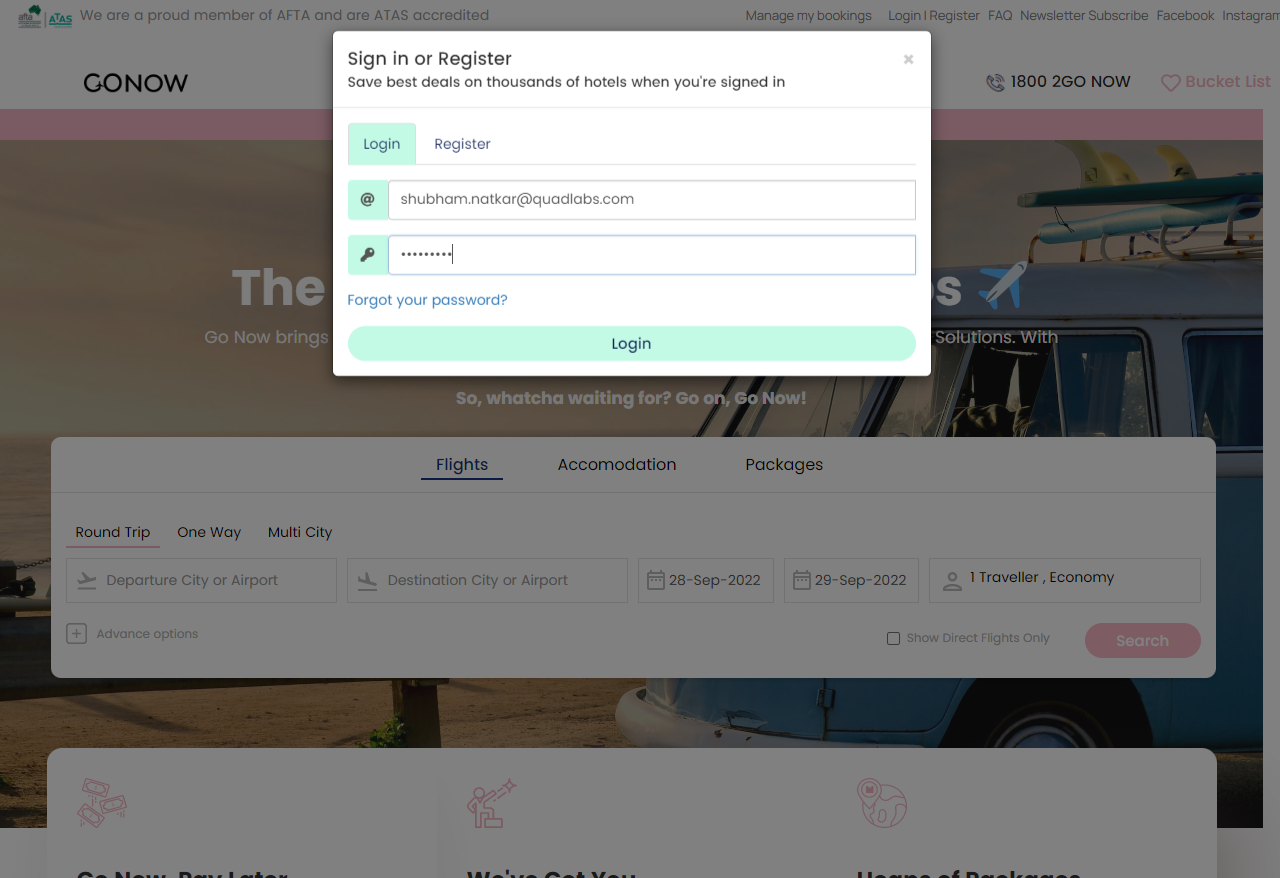 afta ATAS We are a proud member of AFTA and are ATAS accredited
Manage my bookings Login | Register FAQ Newsletter Subscribe Facebook Instagram
Sign in or Register ×
Save best deals on thousands of hotels when you're signed in
GO NOW
1800 2GO NOW Bucket List
Login Register
@ shubham.natkar@quadlabs.com
•••••••••
Forgot your password?
Login
The
Go Now brings Solutions. With
So, whatcha waiting for? Go on, Go Now!
Flights Accomodation Packages
Round Trip One Way Multi City
Departure City or Airport Destination City or Airport 28-Sep-2022 29-Sep-2022 1 Traveller , Economy
+ Advance options Show Direct Flights Only Search
Go Now, Pay Later We've Got You Heaps of Packages